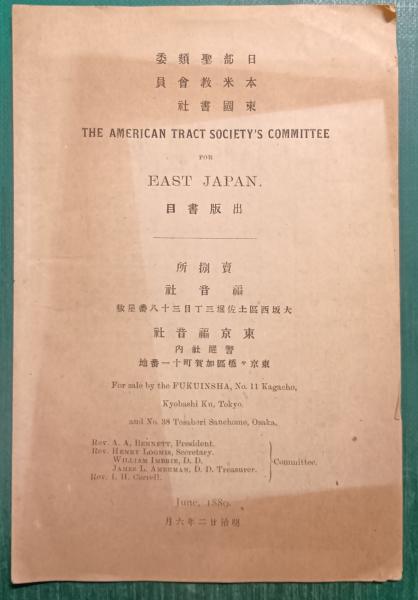 日本東
部米國
聖教書
類會社
委員
THE AMERICAN TRACT SOCIETY'S COMMITTEE
FOR
EAST JAPAN.
出版書目
賣捌所
福音社
大坂西區土佐堀三丁目三十八番屋敷
東京福音社
警醒社内
東京々橋區加賀町十一番地
For sale by the FUKUINSHA, No. 11 Kagacho,
Kyobashi Ku, Tokyo.
and No. 38 Tosabori Sanchome, Osaka.
Rev. A. A. Bennett, President.
Rev. Henry Loomis, Secretary.
William Imbrie, D. D.
James L. Amerman, D. D. Treasurer.
Rev. I. H. Correll.
Committee.
June, 1889.
明治廿二年六月